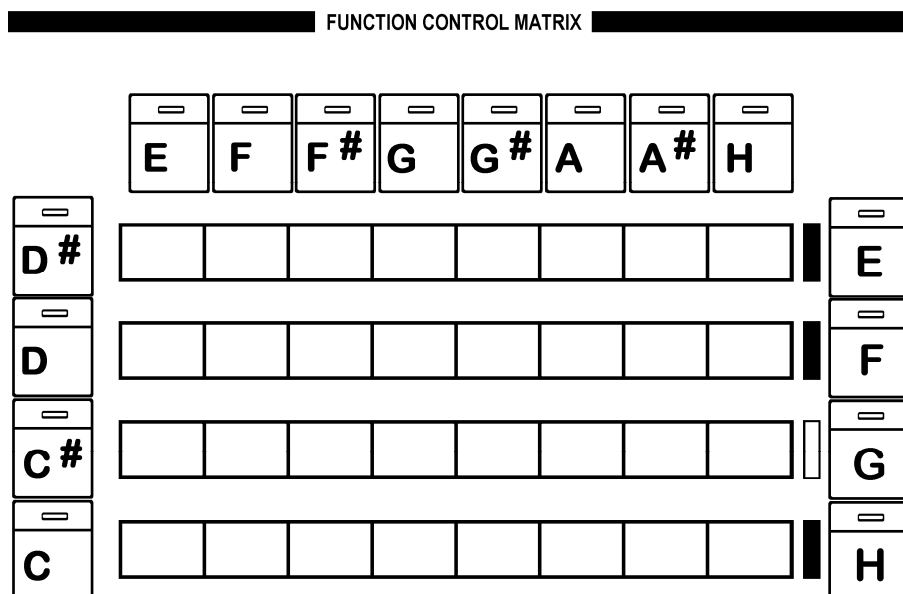 FUNCTION CONTROL MATRIX
E F F# G G# A A# H
D# E
D F
C# G
C H